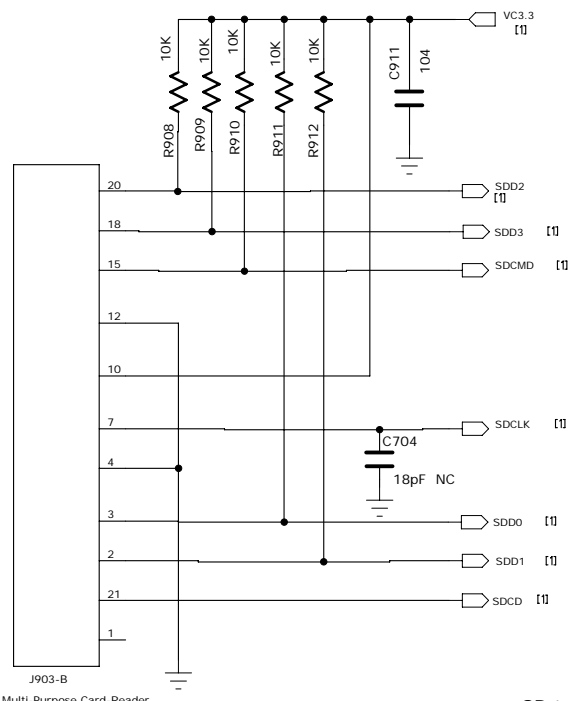 VC3.3
[1]
10K
10K
10K
10K
10K
C911
104
R908
R909
R910
R911
R912
20
SDD2
[1]
18
SDD3 [1]
15
SDCMD [1]
12
10
7
SDCLK [1]
C704
18pF NC
4
3
SDD0 [1]
2
SDD1 [1]
21
SDCD [1]
1
J903-B
Multi Purpose Card Reader